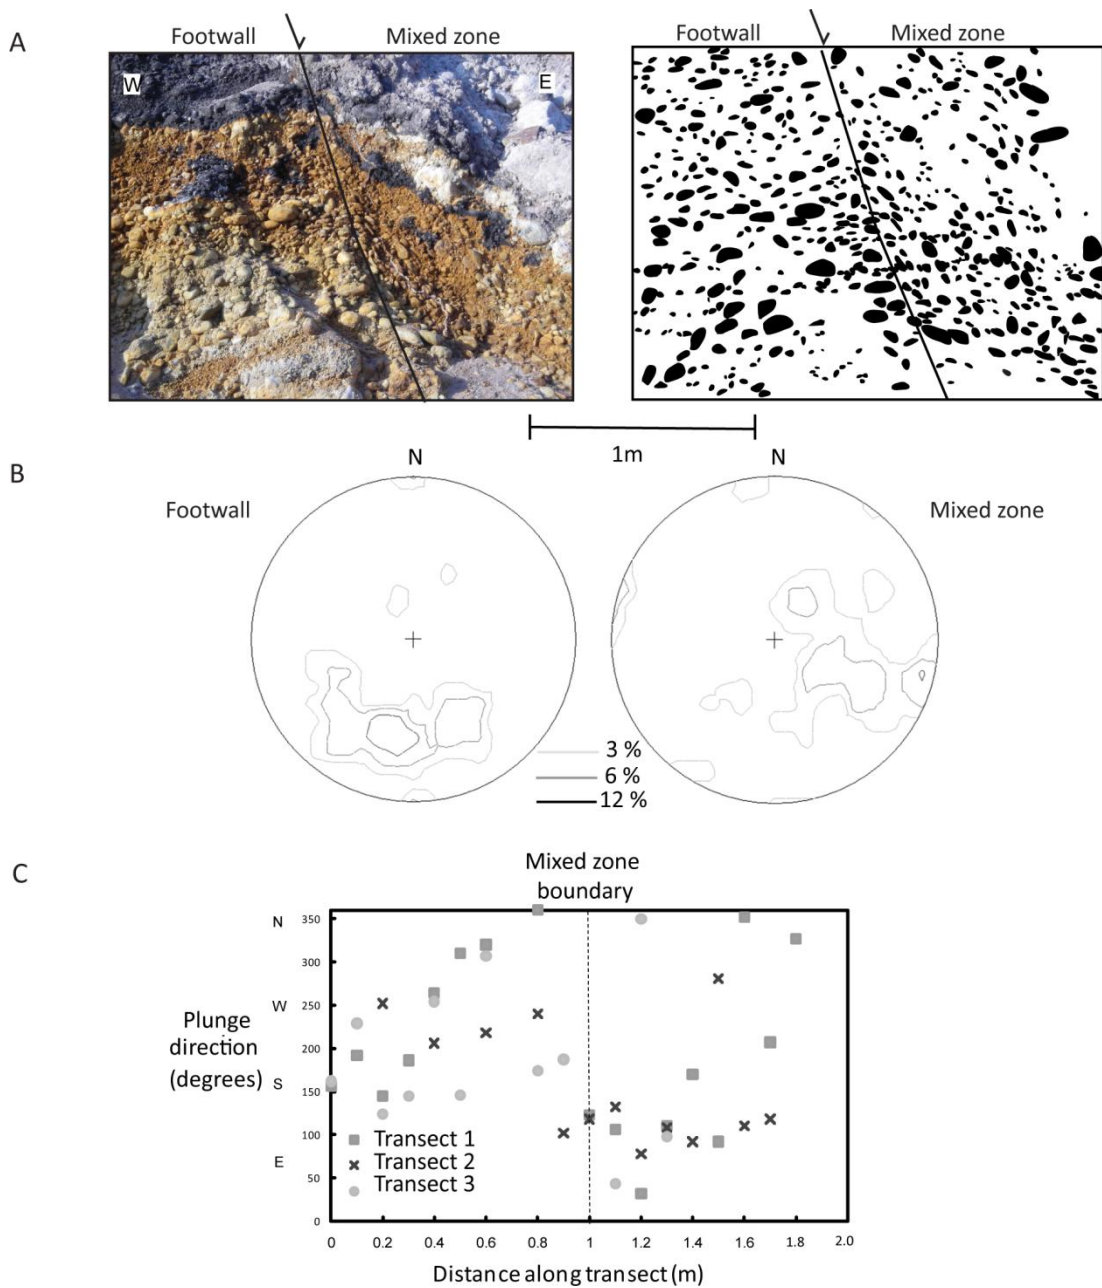 A
Footwall Mixed zone
W E
Footwall Mixed zone
1m
B
N
Footwall
N
Mixed zone
3 %
6 %
12 %
C
Mixed zone
boundary
Plunge
direction
(degrees)
N
W
S
E
350
300
250
200
150
100
50
0
Transect 1
Transect 2
Transect 3
0 0.2 0.4 0.6 0.8 1 1.2 1.4 1.6 1.8 2.0
Distance along transect (m)